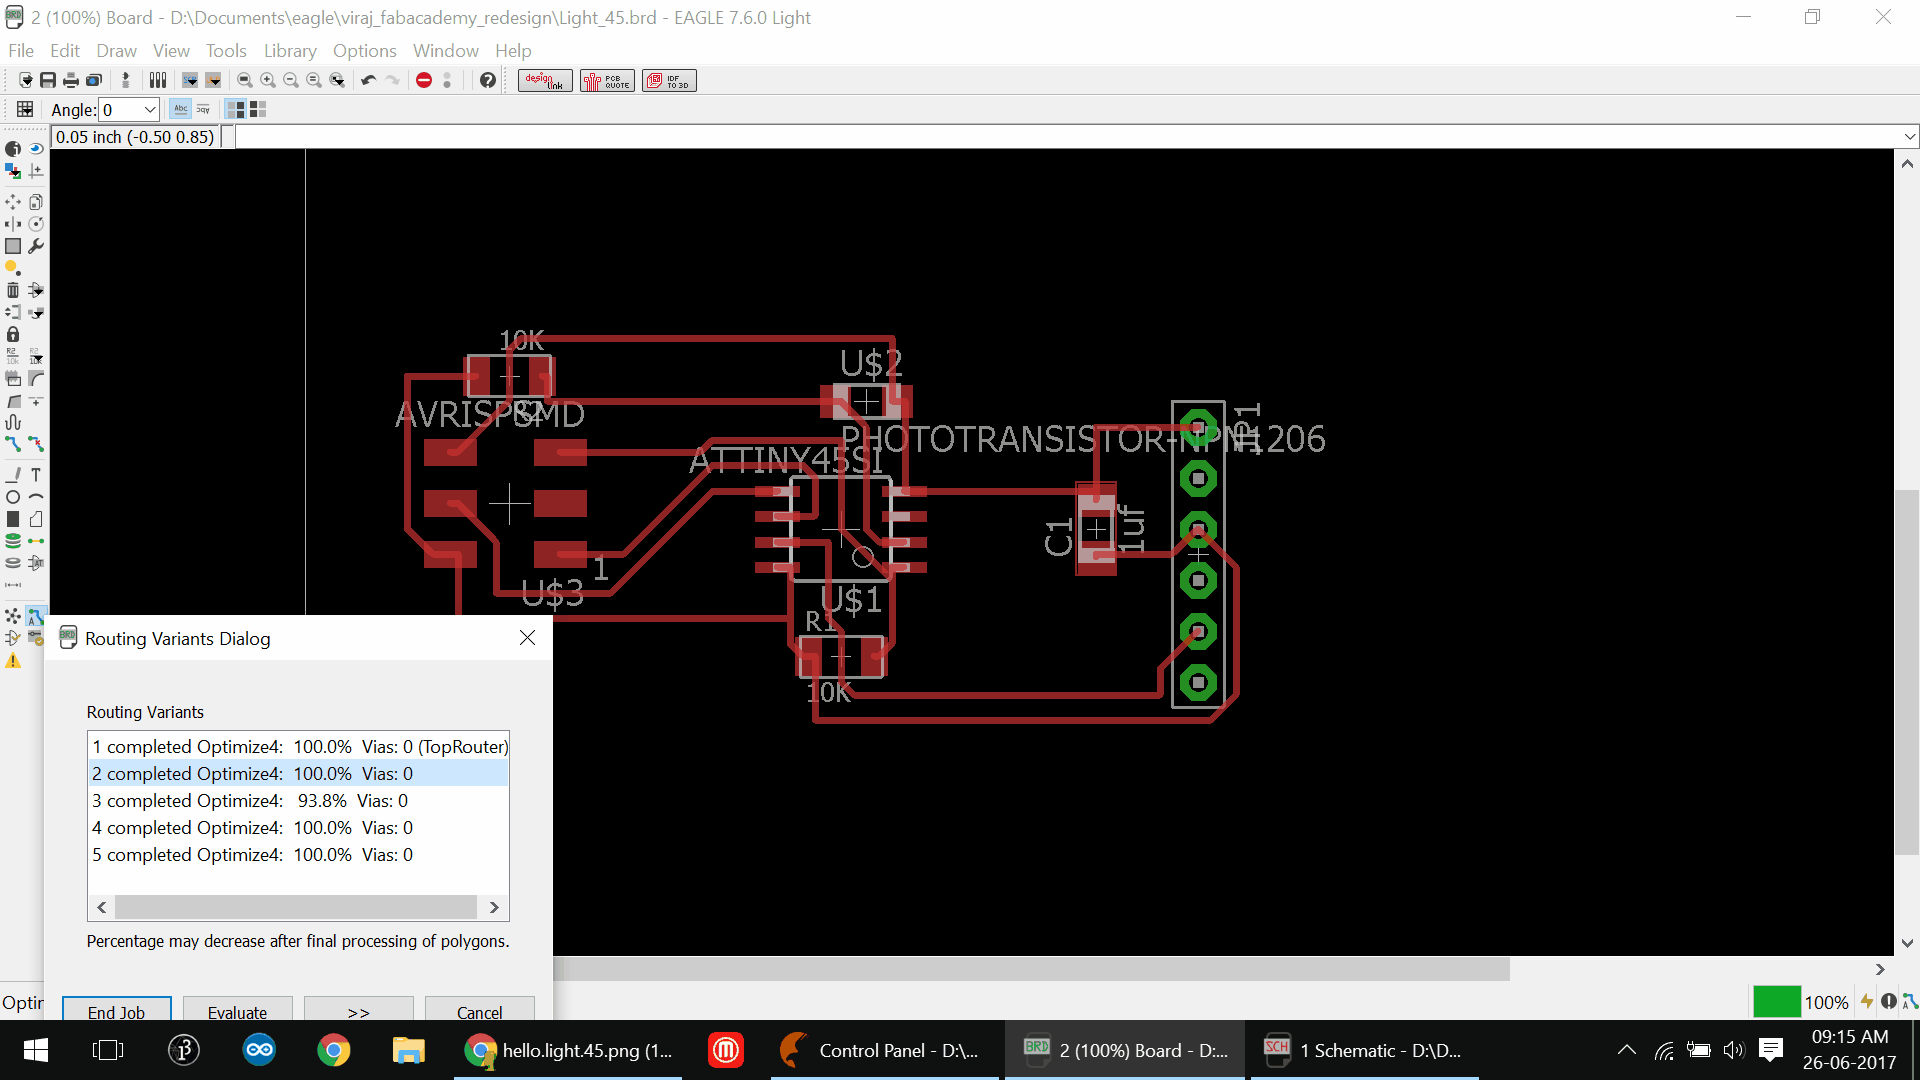 2 (100%) Board - D:\Documents\eagle\viraj_fabacademy_redesign\Light_45.brd - EAGLE 7.6.0 Light
File Edit Draw View Tools Library Options Window Help
design link
PCB QUOTE
IDF TO 3D
Angle: 0
0.05 inch (-0.50 0.85)
10K
U$2
AVRISPSMD
PHOTOTRANSISTOR-NPN1206
JP1
ATTINY45SI
C1
1uf
1
U$3
U$1
R1
10K
Routing Variants Dialog
Routing Variants
1 completed Optimize4: 100.0% Vias: 0 (TopRouter)
2 completed Optimize4: 100.0% Vias: 0
3 completed Optimize4: 93.8% Vias: 0
4 completed Optimize4: 100.0% Vias: 0
5 completed Optimize4: 100.0% Vias: 0
Percentage may decrease after final processing of polygons.
End Job Evaluate >> Cancel
Optim
100%
hello.light.45.png (1...
Control Panel - D:\...
2 (100%) Board - D:...
1 Schematic - D:\D...
09:15 AM
26-06-2017